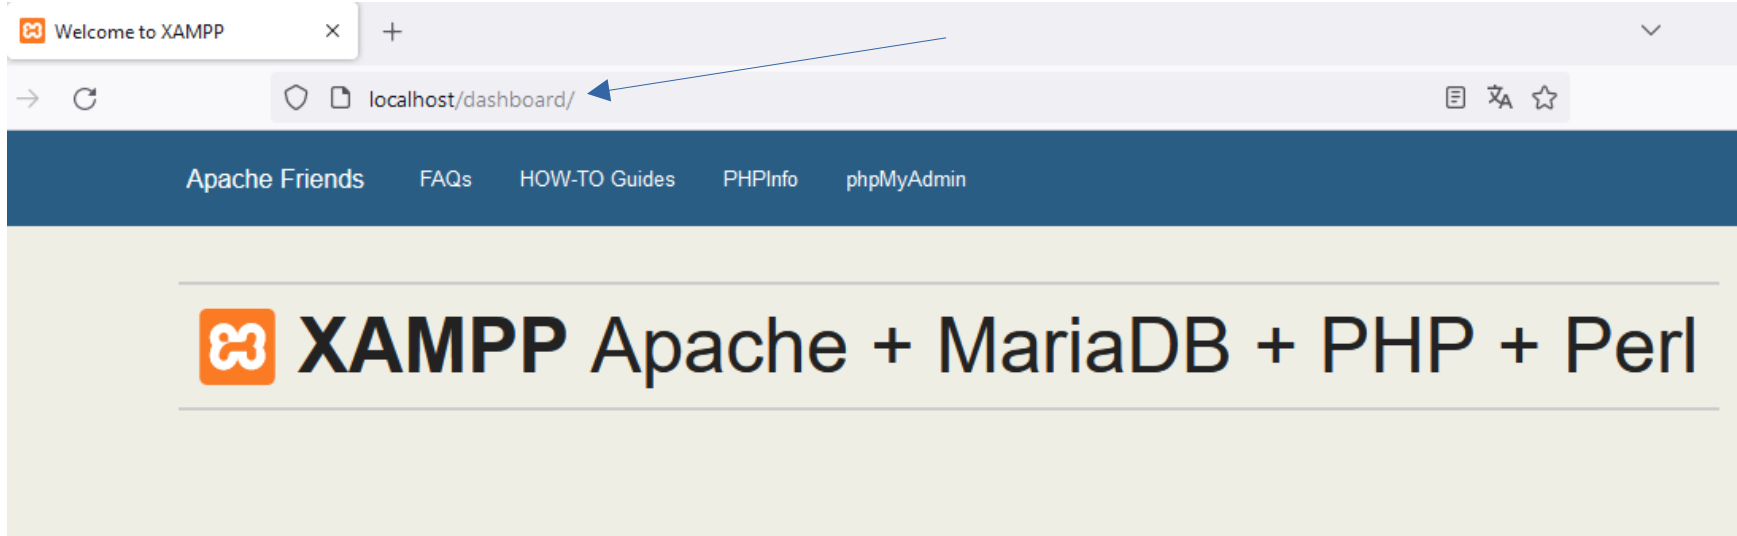 Welcome to XAMPP
localhost/dashboard/
Apache Friends FAQs HOW-TO Guides PHPInfo phpMyAdmin
XAMPP Apache + MariaDB + PHP + Perl